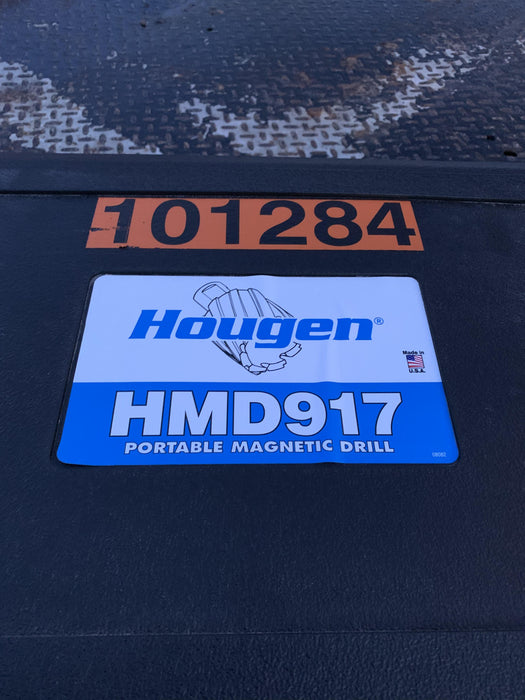 101284
Hougen®
Made in
U.S.A.
HMD917
PORTABLE MAGNETIC DRILL